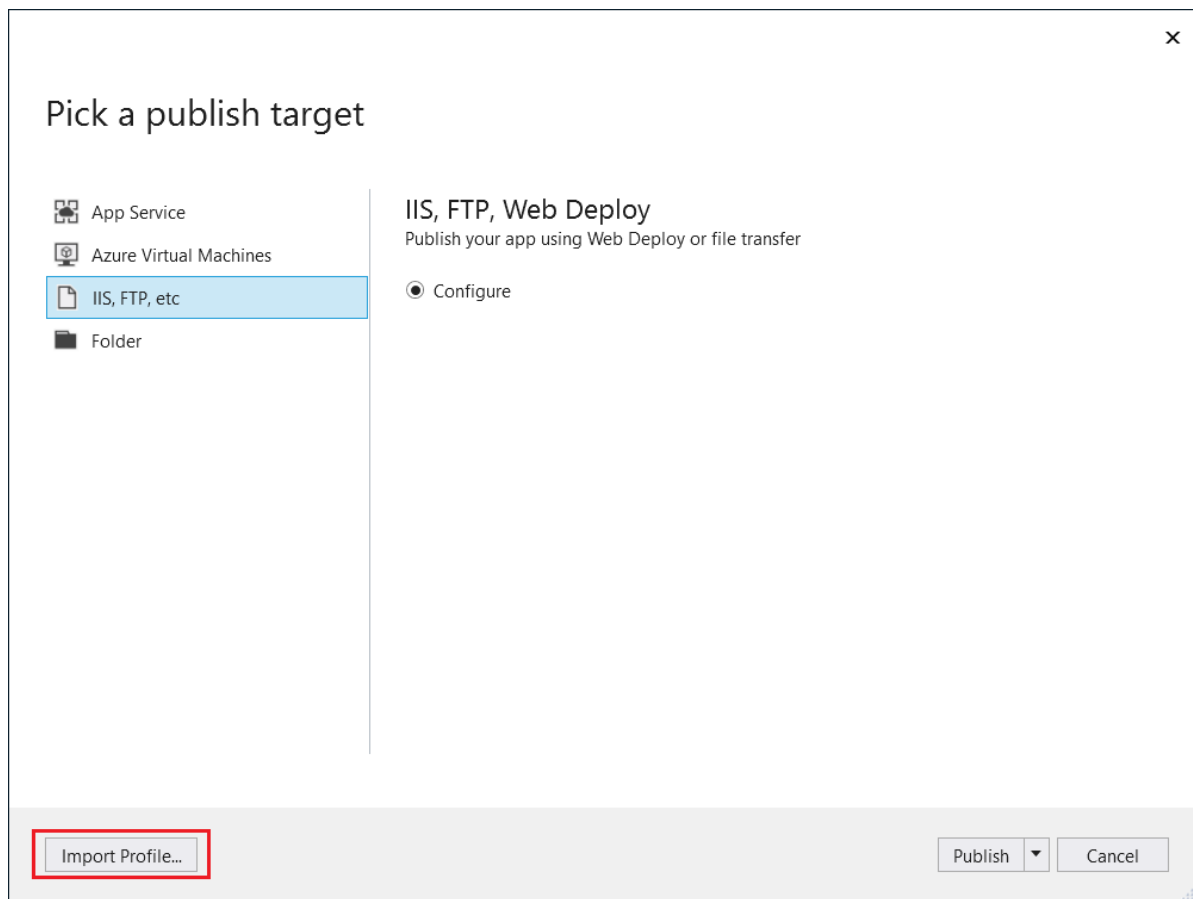 Pick a publish target
App Service
Azure Virtual Machines
IIS, FTP, etc
Folder
IIS, FTP, Web Deploy
Publish your app using Web Deploy or file transfer
Configure
Import Profile...
Publish
Cancel